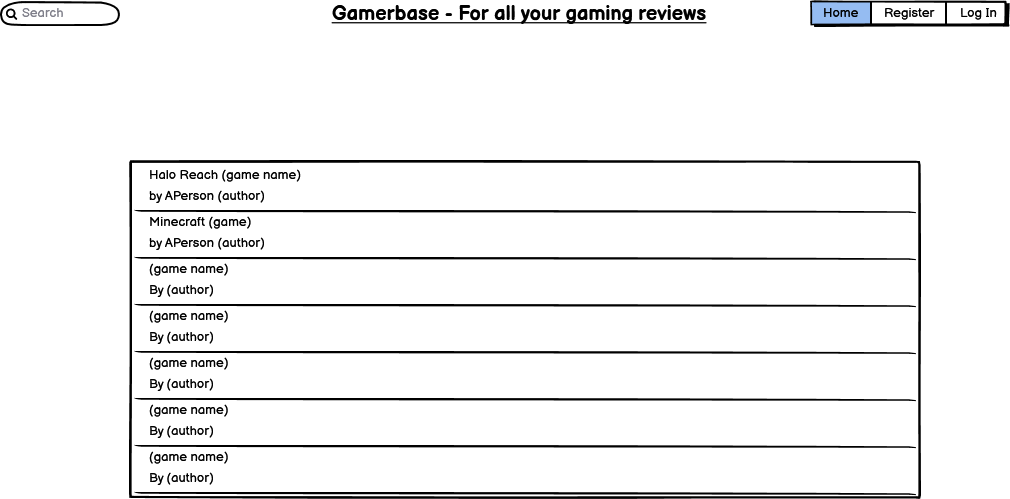 Search
Gamerbase - For all your gaming reviews
Home
Register
Log In
Halo Reach (game name)
by APerson (author)
Minecraft (game)
by APerson (author)
(game name)
By (author)
(game name)
By (author)
(game name)
By (author)
(game name)
By (author)
(game name)
By (author)